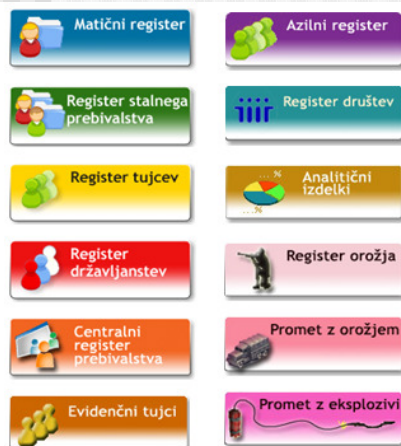 Matični register
Azilni register
Register stalnega
prebivalstva
Register društev
Register tujcev
Analitični
izdelki
... %
... %
Register
državljanstev
Register orožja
Centralni
register
prebivalstva
Promet z orožjem
Evidenčni tujci
Promet z eksplozivi